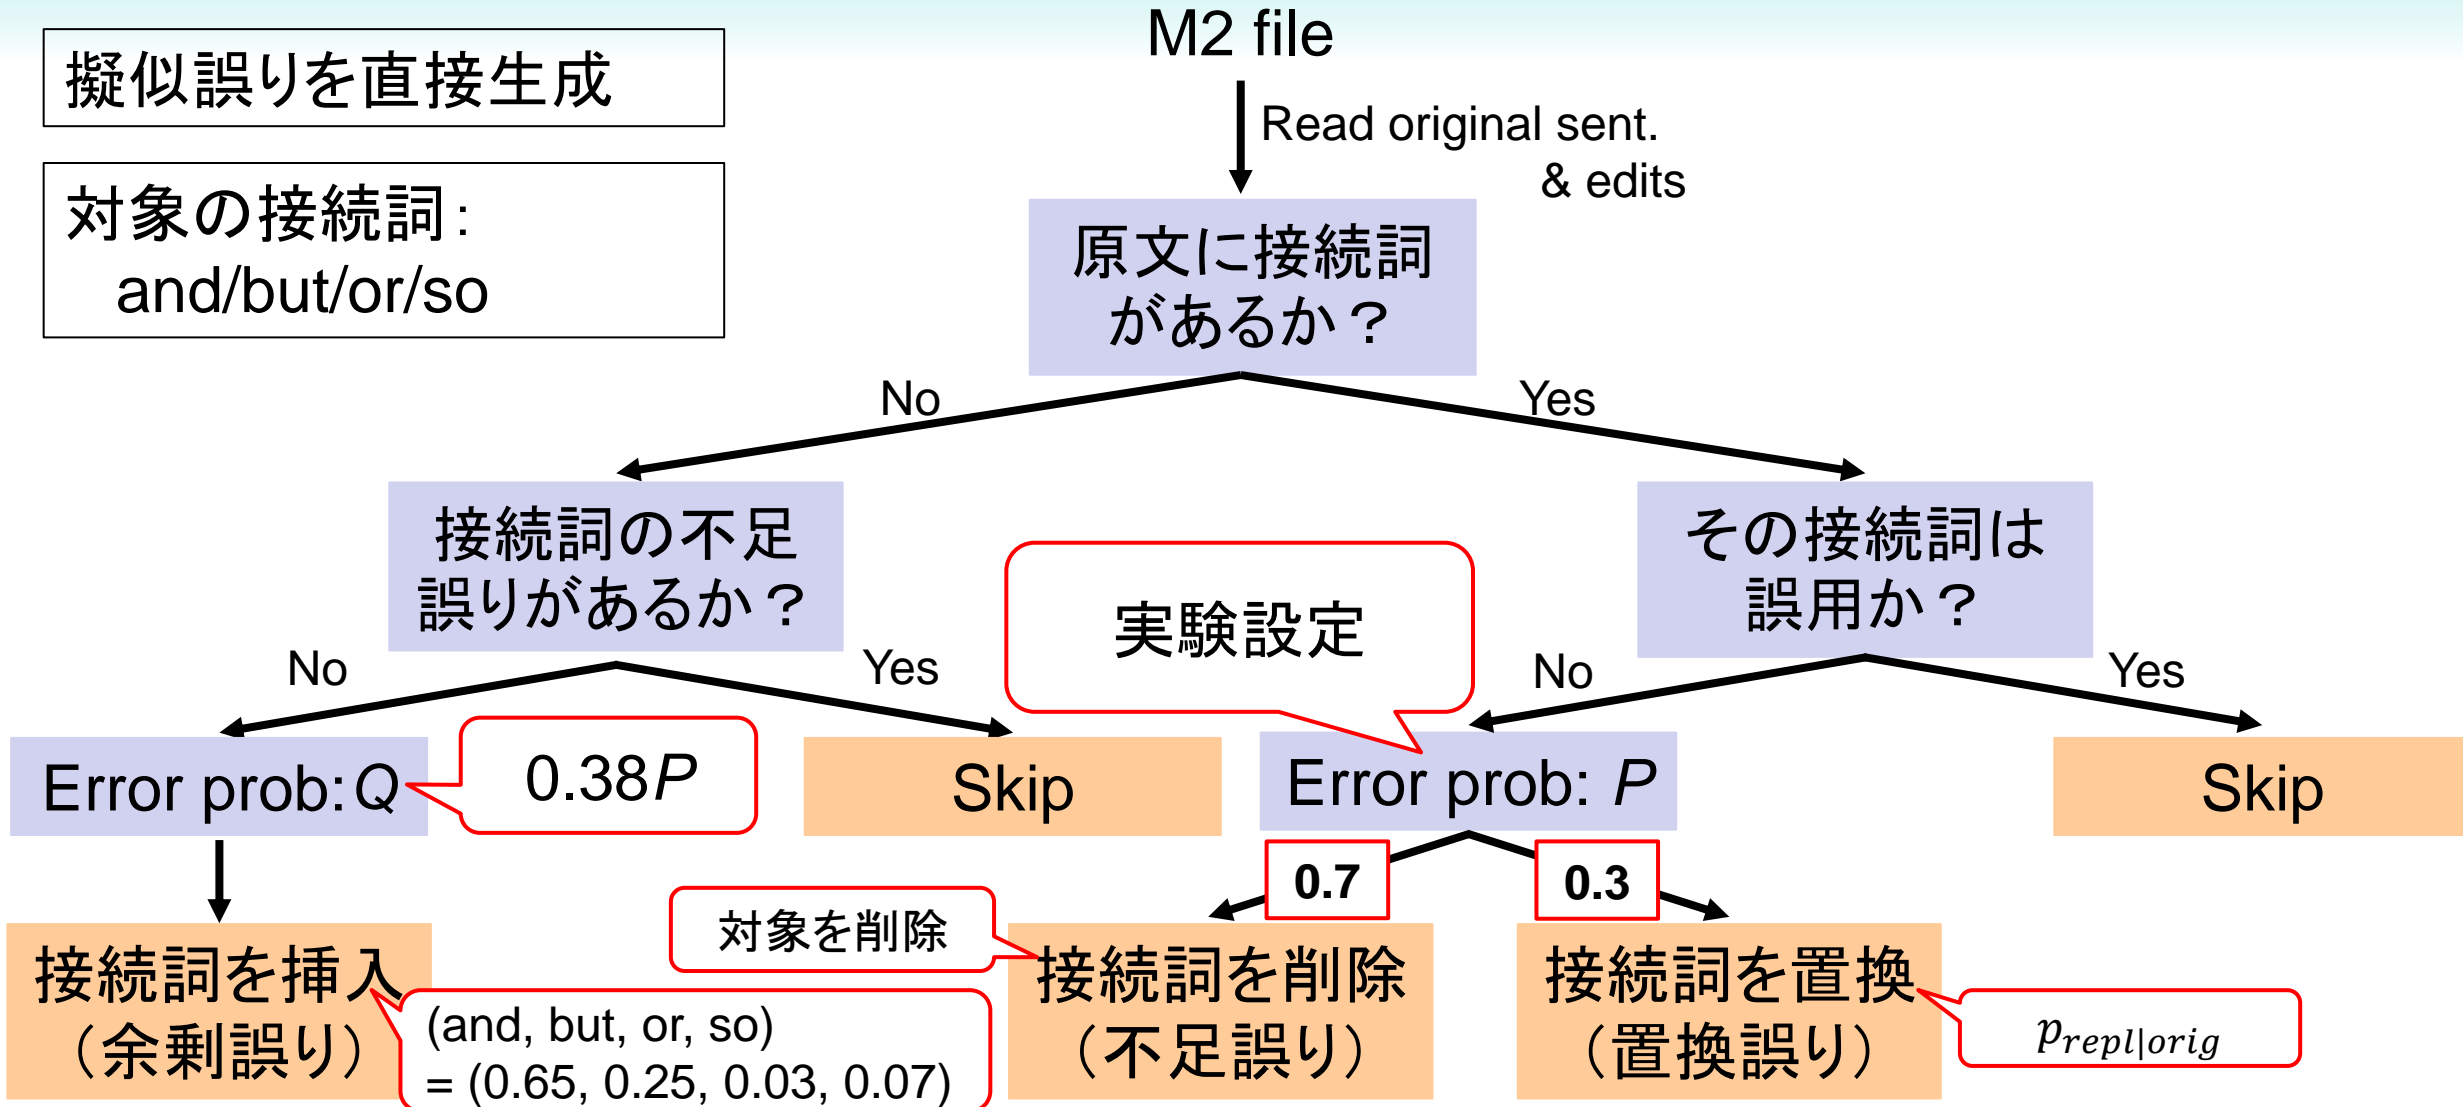 擬似誤りを直接生成
対象の接続詞：
and/but/or/so
M2 file
Read original sent.
& edits
原文に接続詞
があるか？
No
Yes
接続詞の不足
誤りがあるか？
その接続詞は
誤用か？
実験設定
No
Yes
No
Yes
Error prob: Q
0.38P
Skip
Error prob: P
Skip
0.7
0.3
対象を削除
接続詞を挿入
（余剰誤り）
(and, but, or, so)
= (0.65, 0.25, 0.03, 0.07)
接続詞を削除
（不足誤り）
接続詞を置換
（置換誤り）
p_{repl|orig}